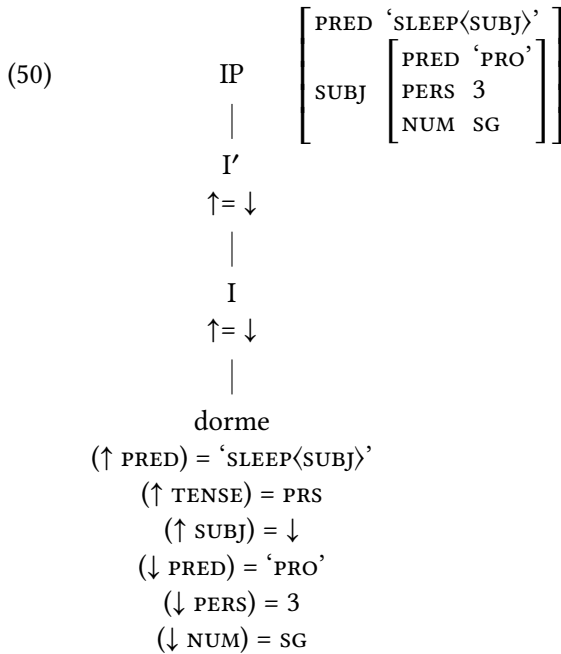 (50)
IP
[PRED ‘SLEEP⟨SUBJ⟩’
SUBJ [PRED ‘PRO’
PERS 3
NUM SG]]
I′
↑= ↓
I
↑= ↓
dorme
(↑ PRED) = ‘SLEEP⟨SUBJ⟩’
(↑ TENSE) = PRS
(↑ SUBJ) = ↓
(↓ PRED) = ‘PRO’
(↓ PERS) = 3
(↓ NUM) = SG